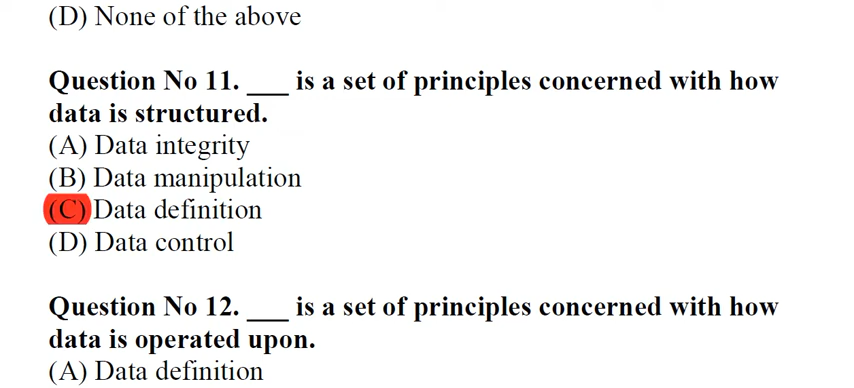 (D) None of the above
Question No 11. ___ is a set of principles concerned with how
data is structured.
(A) Data integrity
(B) Data manipulation
(C) Data definition
(D) Data control
Question No 12. ___ is a set of principles concerned with how
data is operated upon.
(A) Data definition